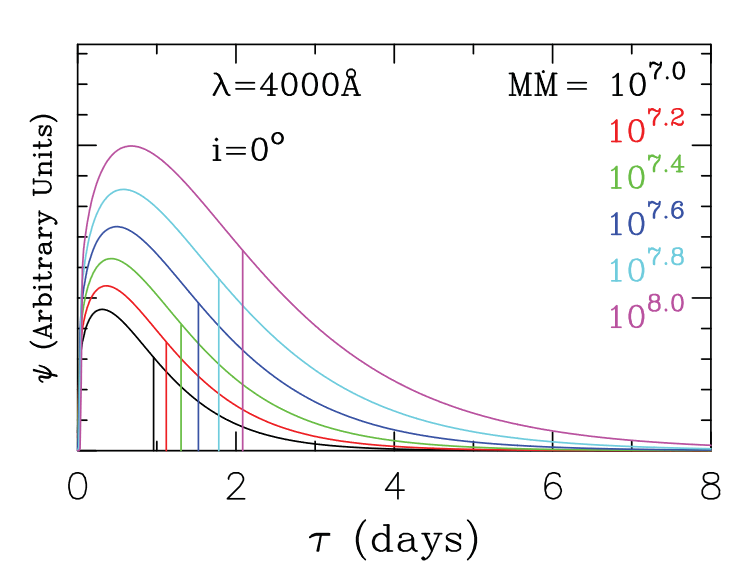 λ=4000Å MṀ= 10^7.0
10^7.2
i=0°
10^7.4
10^7.6
10^7.8
10^8.0
ψ (Arbitrary Units)
0 2 4 6 8
τ (days)